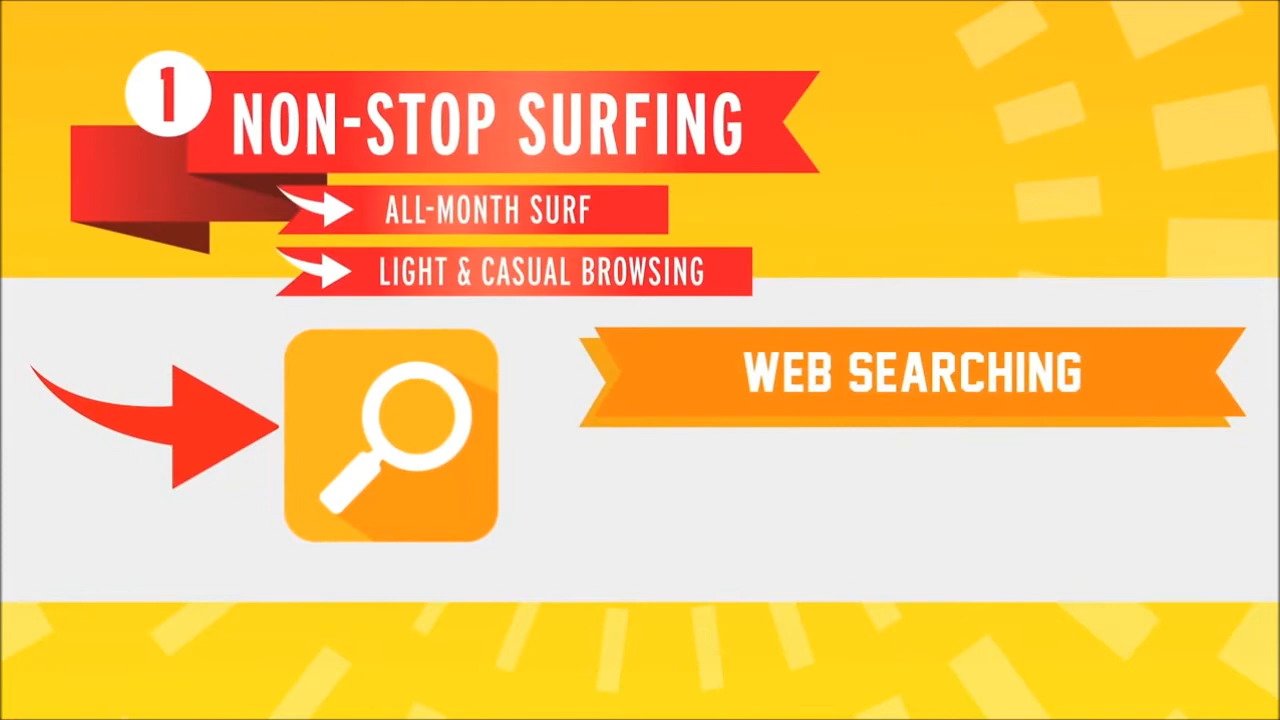 1
NON-STOP SURFING
ALL-MONTH SURF
LIGHT & CASUAL BROWSING
WEB SEARCHING